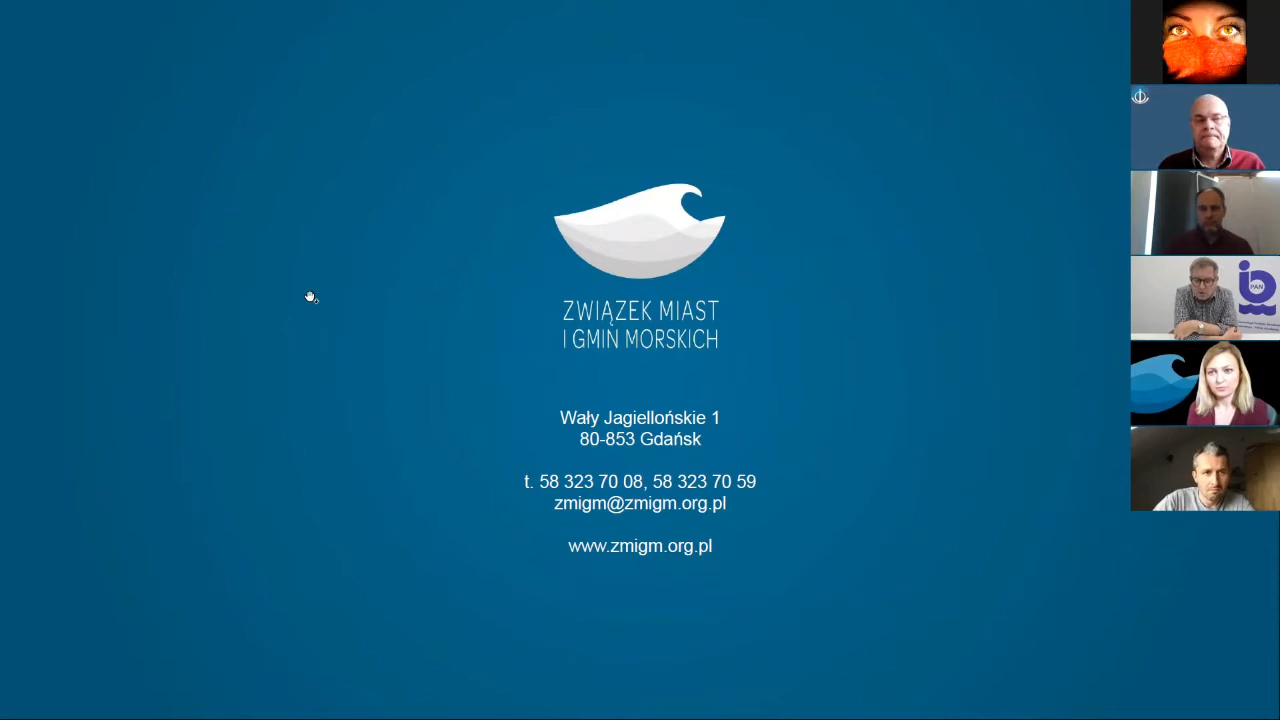 ZWIĄZEK MIAST
I GMIN MORSKICH
Wały Jagiellońskie 1
80-853 Gdańsk
t. 58 323 70 08, 58 323 70 59
zmigm@zmigm.org.pl
www.zmigm.org.pl
PAN